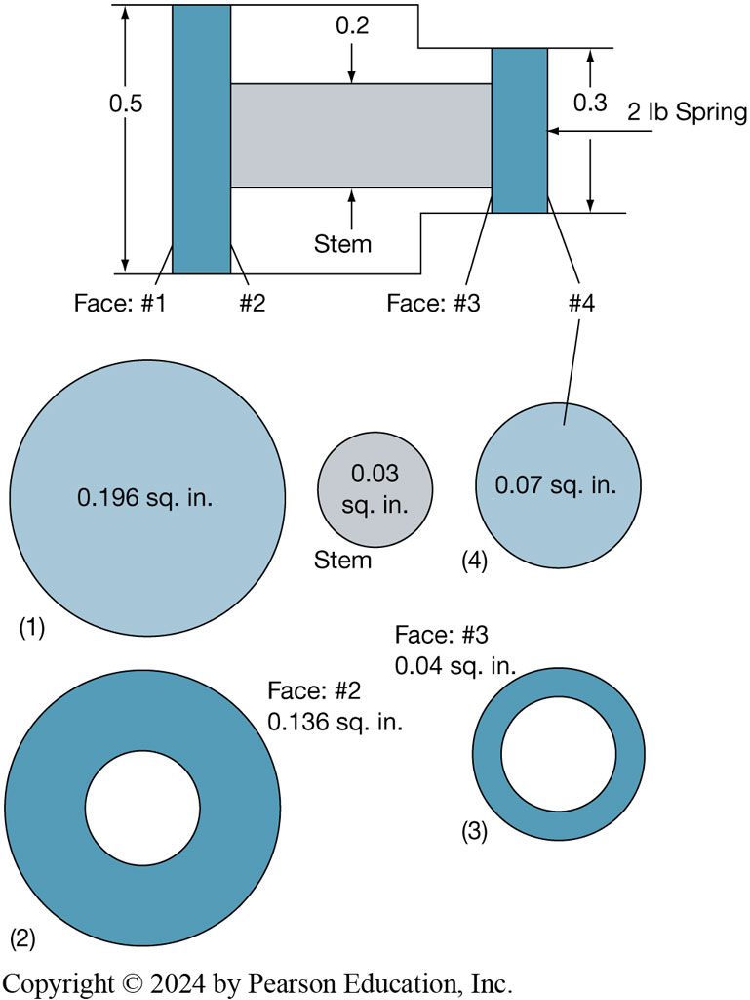 0.2
0.5
0.3
2 lb Spring
Stem
Face: #1
#2
Face: #3
#4
0.196 sq. in.
0.03
sq. in.
0.07 sq. in.
Stem
(4)
(1)
Face: #3
0.04 sq. in.
Face: #2
0.136 sq. in.
(3)
(2)
Copyright © 2024 by Pearson Education, Inc.